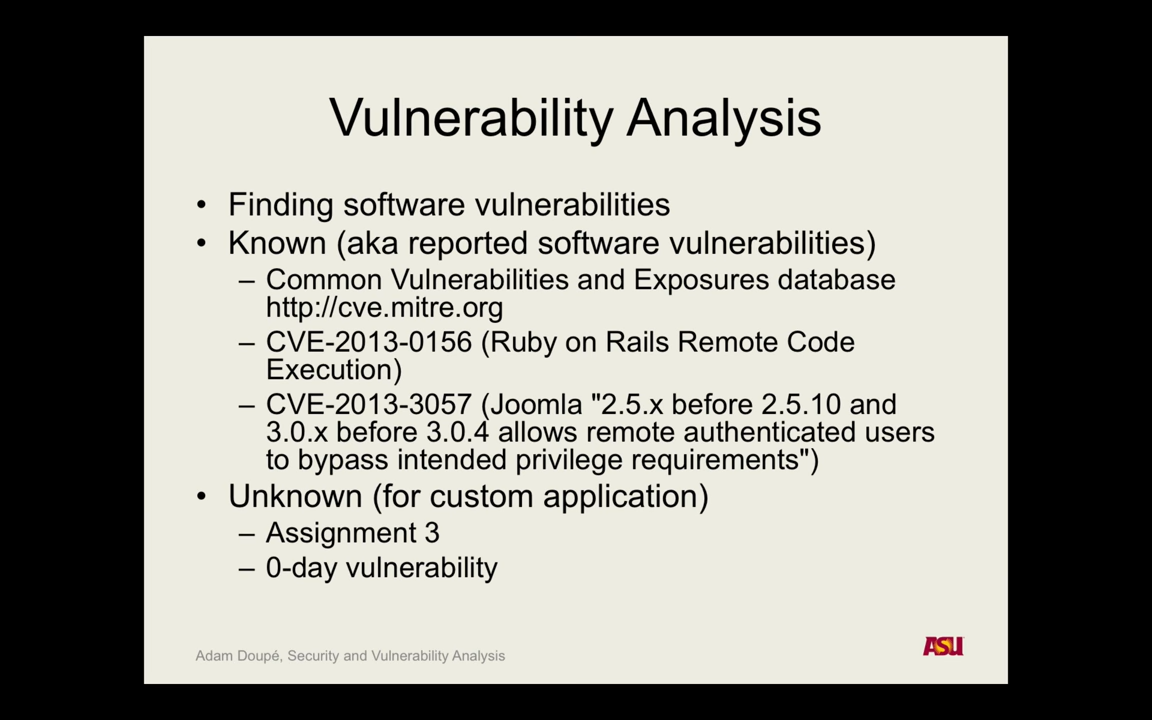 Vulnerability Analysis
• Finding software vulnerabilities
• Known (aka reported software vulnerabilities)
– Common Vulnerabilities and Exposures database
http://cve.mitre.org
– CVE-2013-0156 (Ruby on Rails Remote Code
Execution)
– CVE-2013-3057 (Joomla "2.5.x before 2.5.10 and
3.0.x before 3.0.4 allows remote authenticated users
to bypass intended privilege requirements")
• Unknown (for custom application)
– Assignment 3
– 0-day vulnerability
Adam Doupé, Security and Vulnerability Analysis
ASU